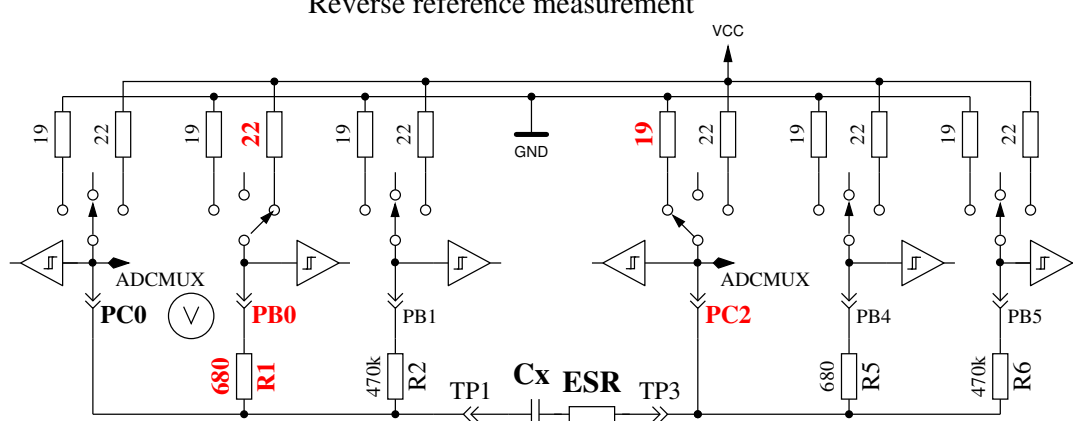 Reverse reference measurement
VCC
19 22 19 22 19 22 19 22 19 22 19 22
GND
ADCMUX ADCMUX
PC0 V PB0 PB1 PC2 PB4 PB5
680 R1 470k R2 680 R5 470k R6
TP1 Cx ESR TP3